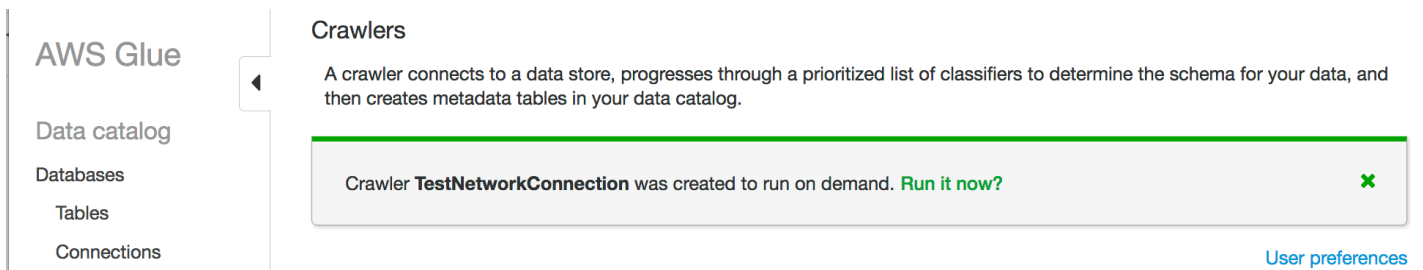 AWS Glue
Data catalog
Databases
Tables
Connections
Crawlers
A crawler connects to a data store, progresses through a prioritized list of classifiers to determine the schema for your data, and
then creates metadata tables in your data catalog.
Crawler TestNetworkConnection was created to run on demand. Run it now?
User preferences